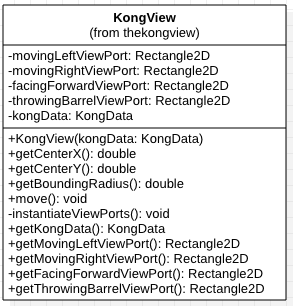 KongView
(from thekongview)
-movingLeftViewPort: Rectangle2D
-movingRightViewPort: Rectangle2D
-facingForwardViewPort: Rectangle2D
-throwingBarrelViewPort: Rectangle2D
-kongData: KongData
+KongView(kongData: KongData)
+getCenterX(): double
+getCenterY(): double
+getBoundingRadius(): double
+move(): void
-instantiateViewPorts(): void
+getKongData(): KongData
+getMovingLeftViewPort(): Rectangle2D
+getMovingRightViewPort(): Rectangle2D
+getFacingForwardViewPort(): Rectangle2D
+getThrowingBarrelViewPort(): Rectangle2D